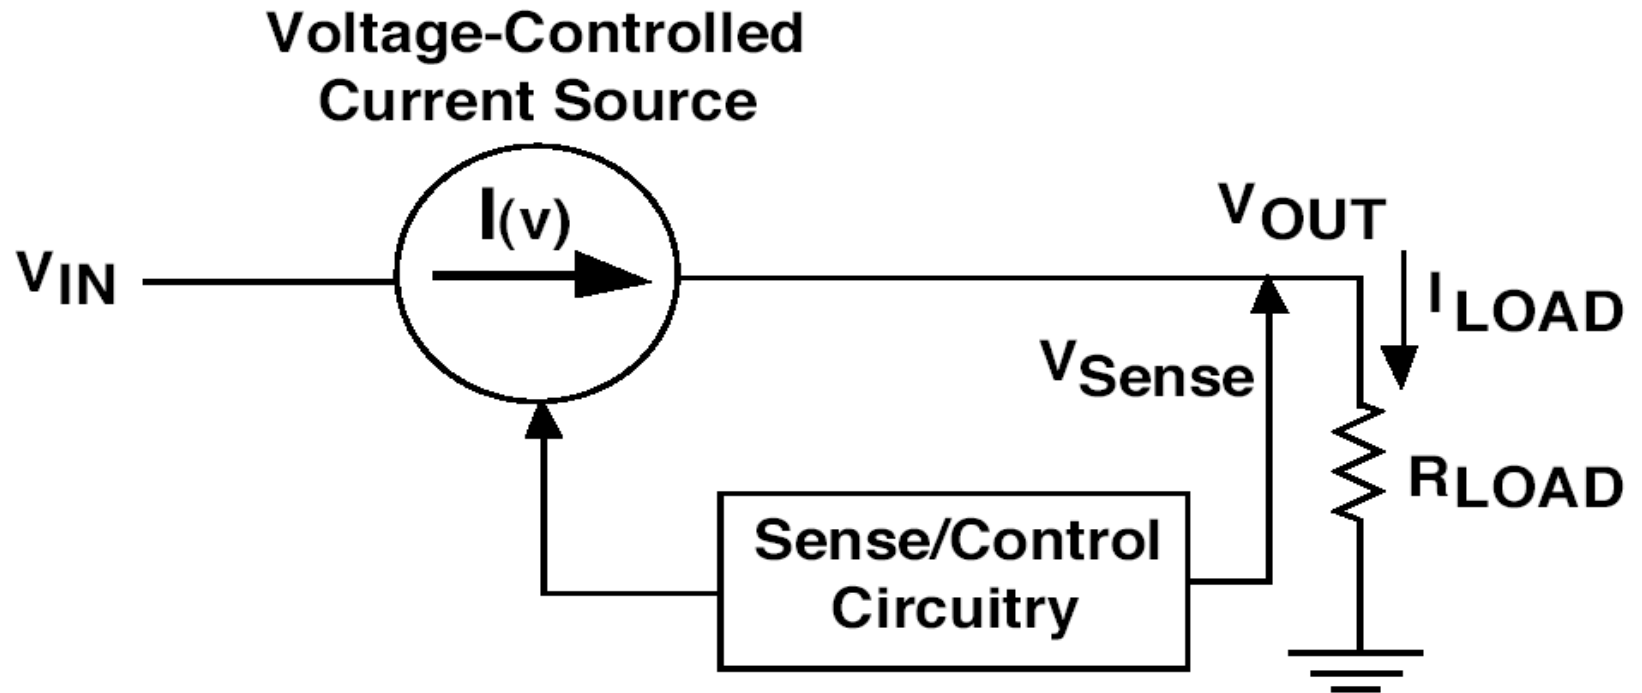 Voltage-Controlled
Current Source
I(v)
VIN
VOUT
ILOAD
VSense
RLOAD
Sense/Control
Circuitry